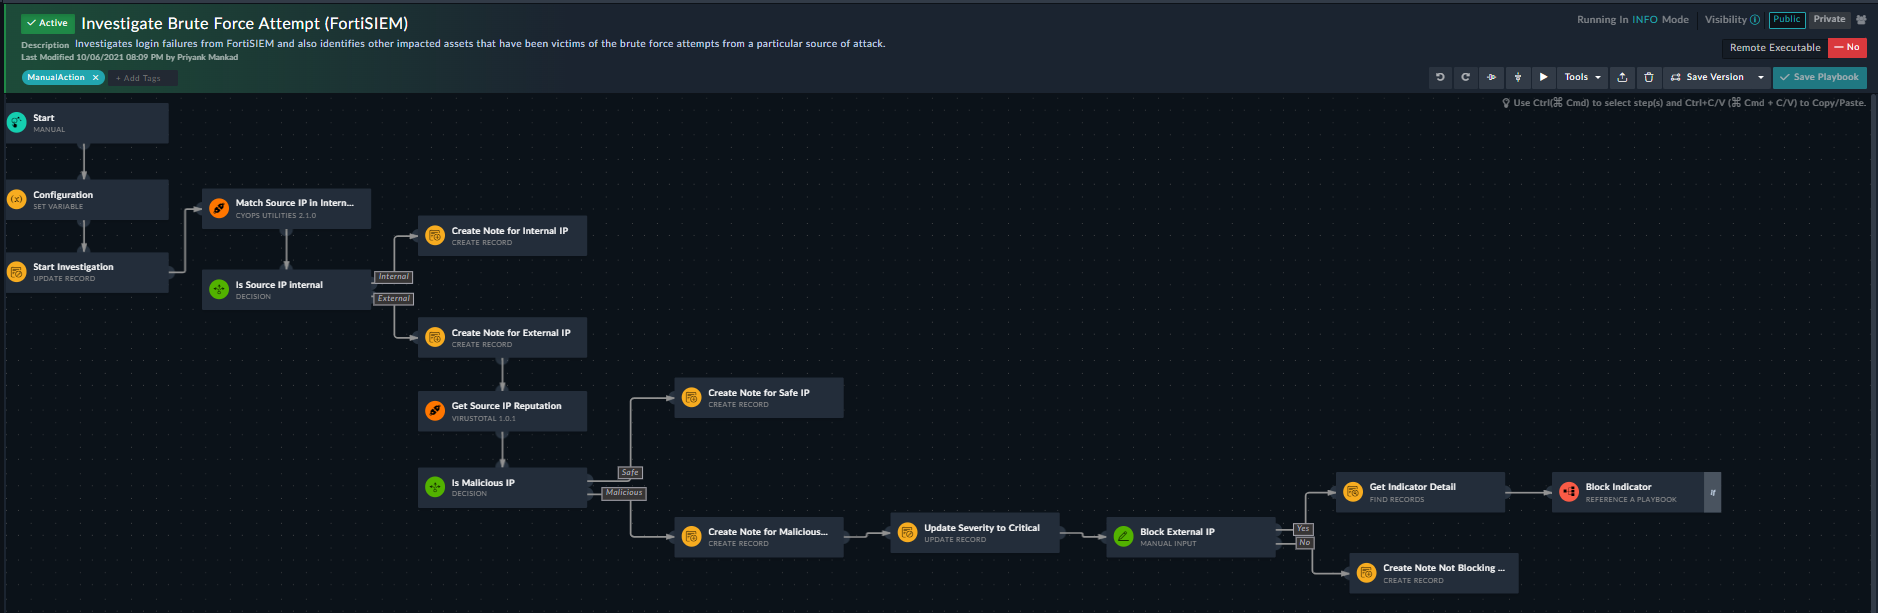 Active
Investigate Brute Force Attempt (FortiSIEM)
Running In INFO Mode
Visibility
Public
Private
Description Investigates login failures from FortiSIEM and also identifies other impacted assets that have been victims of the brute force attempts from a particular source of attack.
Last Modified 10/06/2021 08:09 PM by Priyank Mankad
Remote Executable
No
ManualAction ×
+ Add Tags
Tools
Save Version
Save Playbook
Use Ctrl(⌘ Cmd) to select step(s) and Ctrl+C/V (⌘ Cmd + C/V) to Copy/Paste.
Start
MANUAL
Configuration
SET VARIABLE
Start Investigation
UPDATE RECORD
Match Source IP in Intern...
CYOPS UTILITIES 2.1.0
Is Source IP internal
DECISION
Internal
External
Create Note for Internal IP
CREATE RECORD
Create Note for External IP
CREATE RECORD
Get Source IP Reputation
VIRUSTOTAL 1.0.1
Is Malicious IP
DECISION
Safe
Malicious
Create Note for Safe IP
CREATE RECORD
Create Note for Malicious...
CREATE RECORD
Update Severity to Critical
UPDATE RECORD
Block External IP
MANUAL INPUT
Yes
No
Get Indicator Detail
FIND RECORDS
Block Indicator
REFERENCE A PLAYBOOK
If
Create Note Not Blocking ...
CREATE RECORD